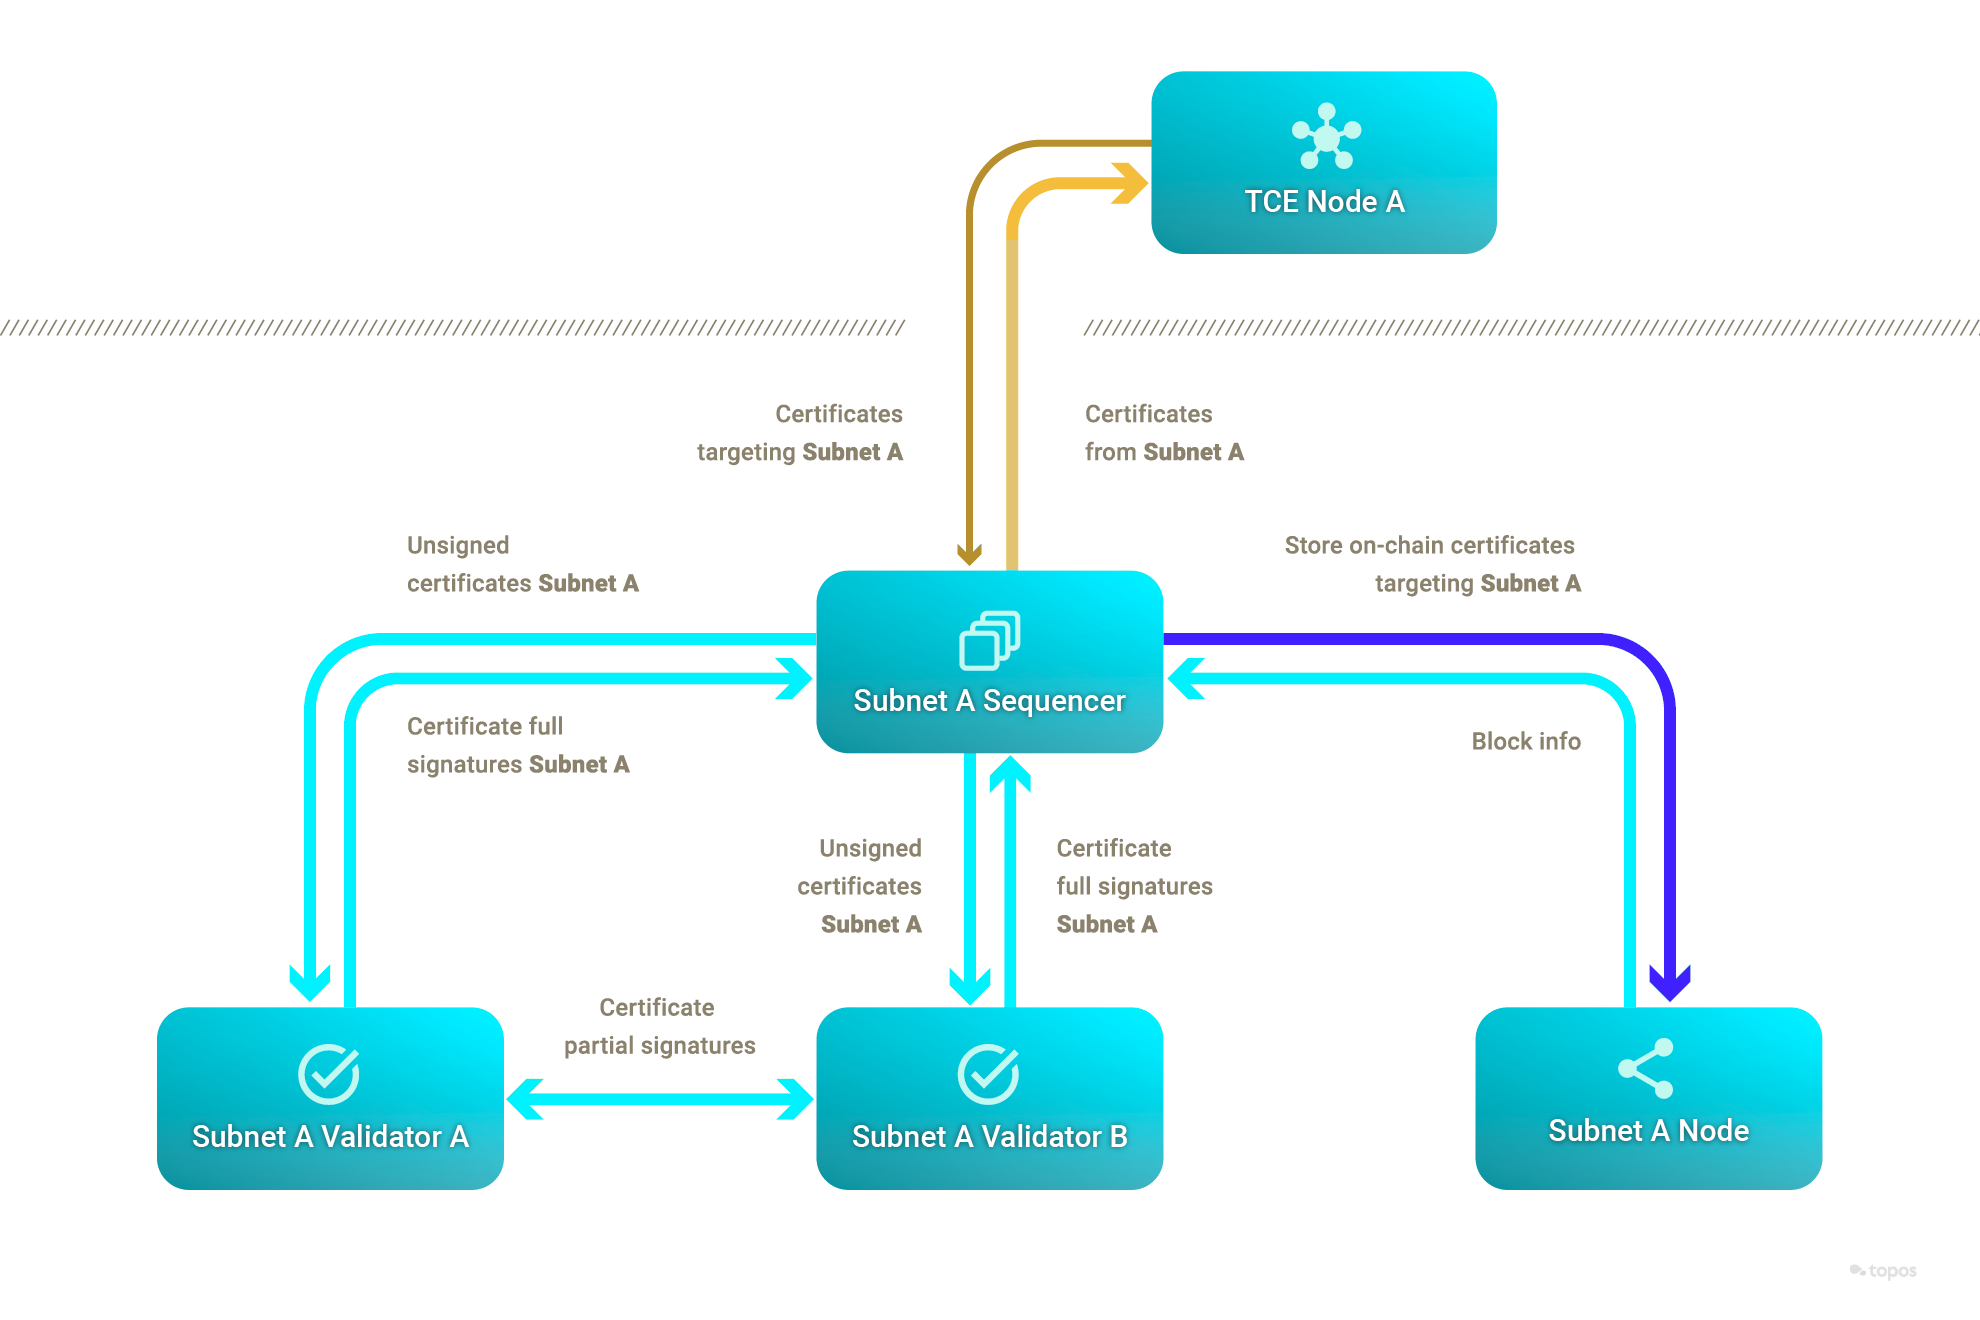 TCE Node A
Certificates
targeting Subnet A
Certificates
from Subnet A
Unsigned
certificates Subnet A
Store on-chain certificates
targeting Subnet A
Subnet A Sequencer
Certificate full
signatures Subnet A
Block info
Unsigned
certificates
Subnet A
Certificate
full signatures
Subnet A
Certificate
partial signatures
Subnet A Validator A
Subnet A Validator B
Subnet A Node
topos